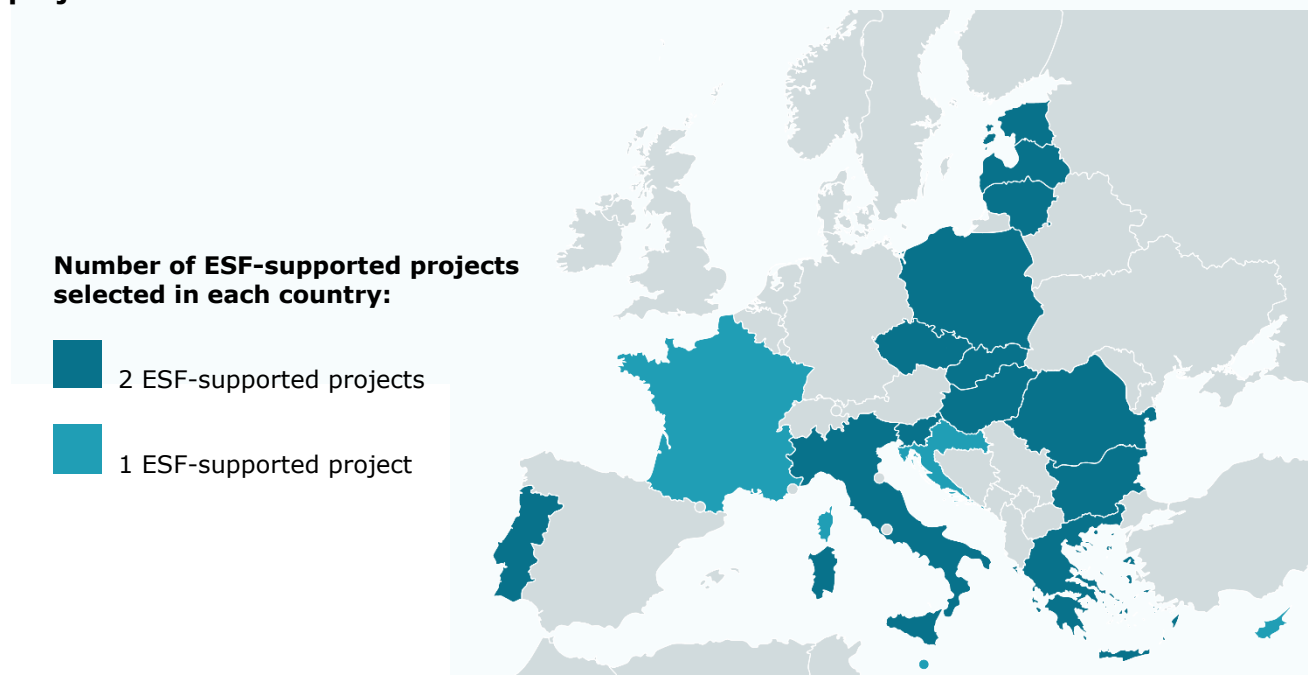 Number of ESF-supported projects
selected in each country:
2 ESF-supported projects
1 ESF-supported project